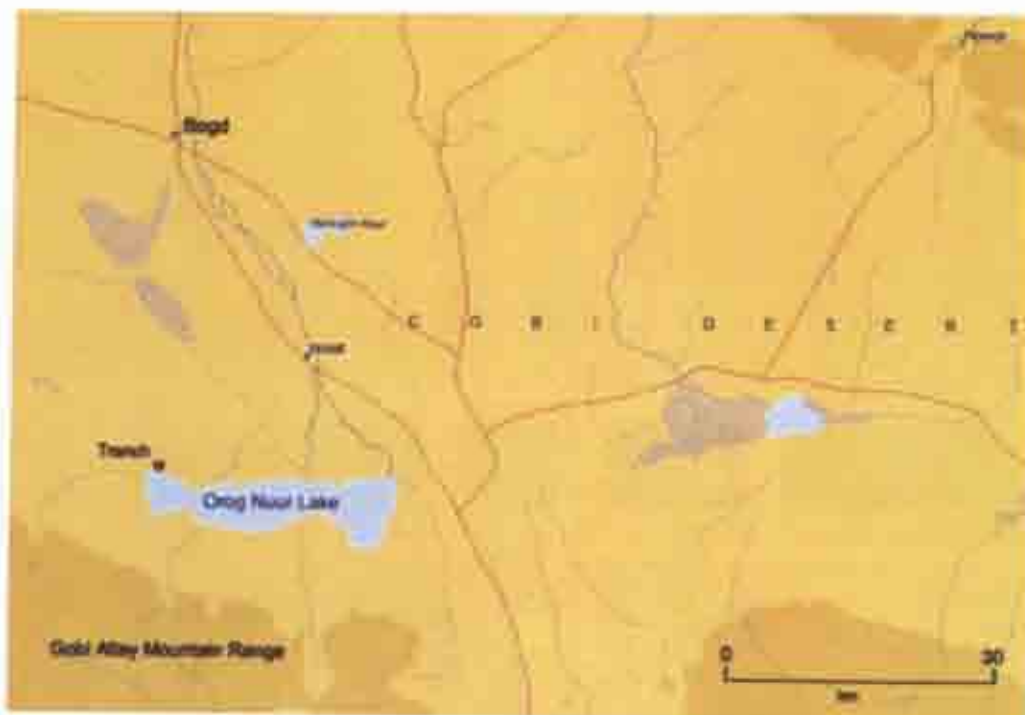 Bogd
G O B I D E S E R T
Trench
Orog Nuur Lake
Gobi Altay Mountain Range
0 30
km